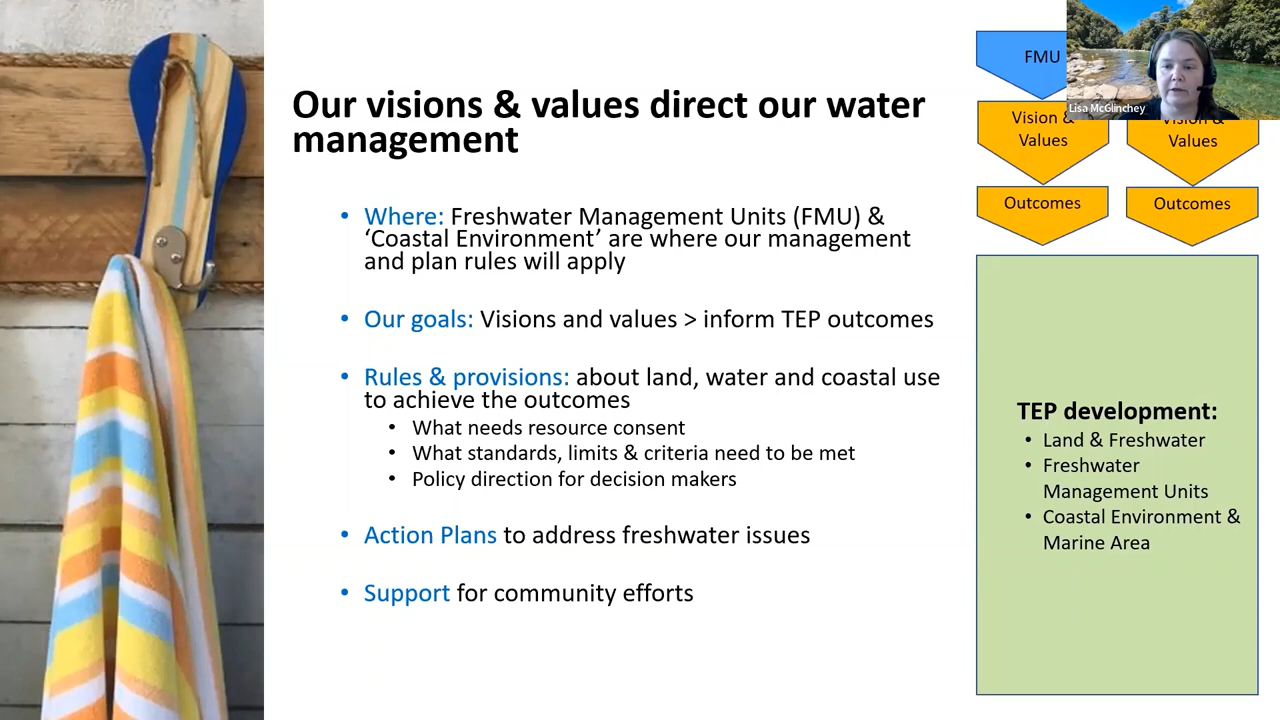 Our visions & values direct our water
management
• Where: Freshwater Management Units (FMU) &
‘Coastal Environment’ are where our management
and plan rules will apply
• Our goals: Visions and values > inform TEP outcomes
• Rules & provisions: about land, water and coastal use
to achieve the outcomes
• What needs resource consent
• What standards, limits & criteria need to be met
• Policy direction for decision makers
• Action Plans to address freshwater issues
• Support for community efforts
FMU
Lisa McGlinchey
Vision &
Values
Vision &
Values
Outcomes
Outcomes
TEP development:
• Land & Freshwater
• Freshwater
Management Units
• Coastal Environment &
Marine Area